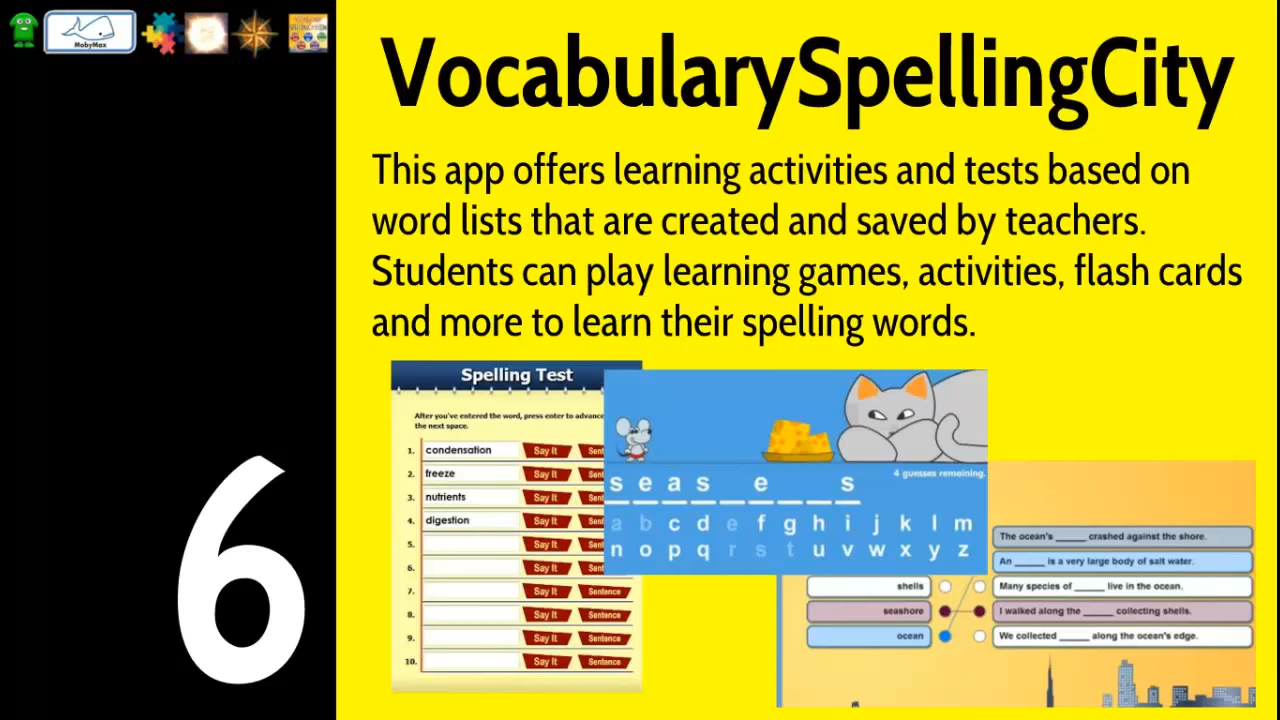 MobyMax
VocabularySpellingCity
This app offers learning activities and tests based on
word lists that are created and saved by teachers.
Students can play learning games, activities, flash cards
and more to learn their spelling words.
6
Spelling Test
After you've entered the word, press enter to advance
the next space.
1. condensation Say It Sent
2. freeze Say It Sent
3. nutrients Say It Sent
4. digestion Say It Sent
5. Say It Sent
6. Say It Sent
7. Say It Sentence
8. Say It Sentence
9. Say It Sentence
10. Say It Sentence
4 guesses remaining.
s e a s _ e _ _ s
a b c d e f g h i j k l m
n o p q r s t u v w x y z
The ocean's ______ crashed against the shore.
An ______ is a very large body of salt water.
shells Many species of ______ live in the ocean.
seashore I walked along the ______ collecting shells.
ocean We collected ______ along the ocean's edge.